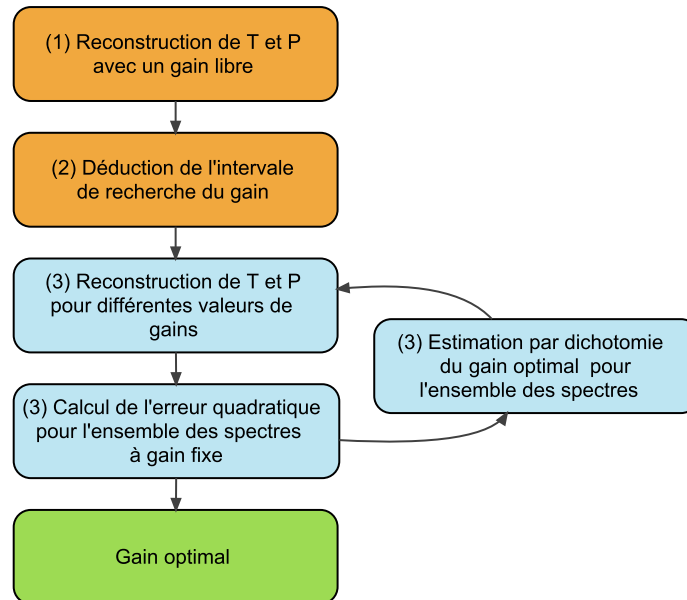 (1) Reconstruction de T et P
avec un gain libre
(2) Déduction de l'intervale
de recherche du gain
(3) Reconstruction de T et P
pour différentes valeurs de
gains
(3) Estimation par dichotomie
du gain optimal pour
l'ensemble des spectres
(3) Calcul de l'erreur quadratique
pour l'ensemble des spectres
à gain fixe
Gain optimal